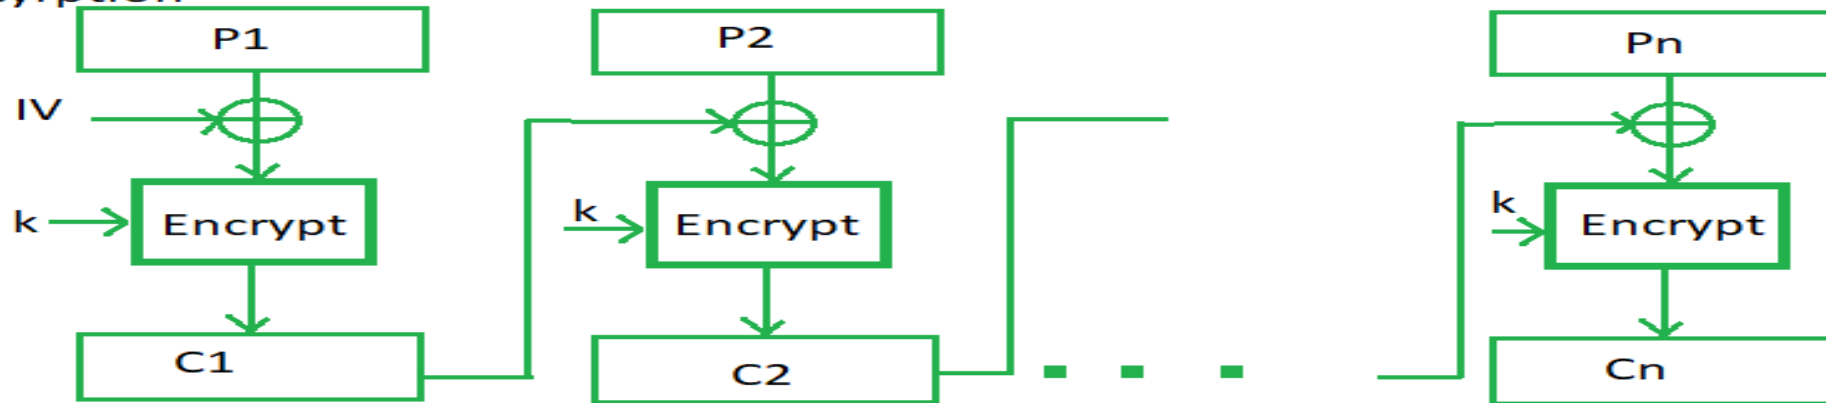 P1 P2 Pn
IV
k Encrypt k Encrypt k Encrypt
C1 C2 Cn